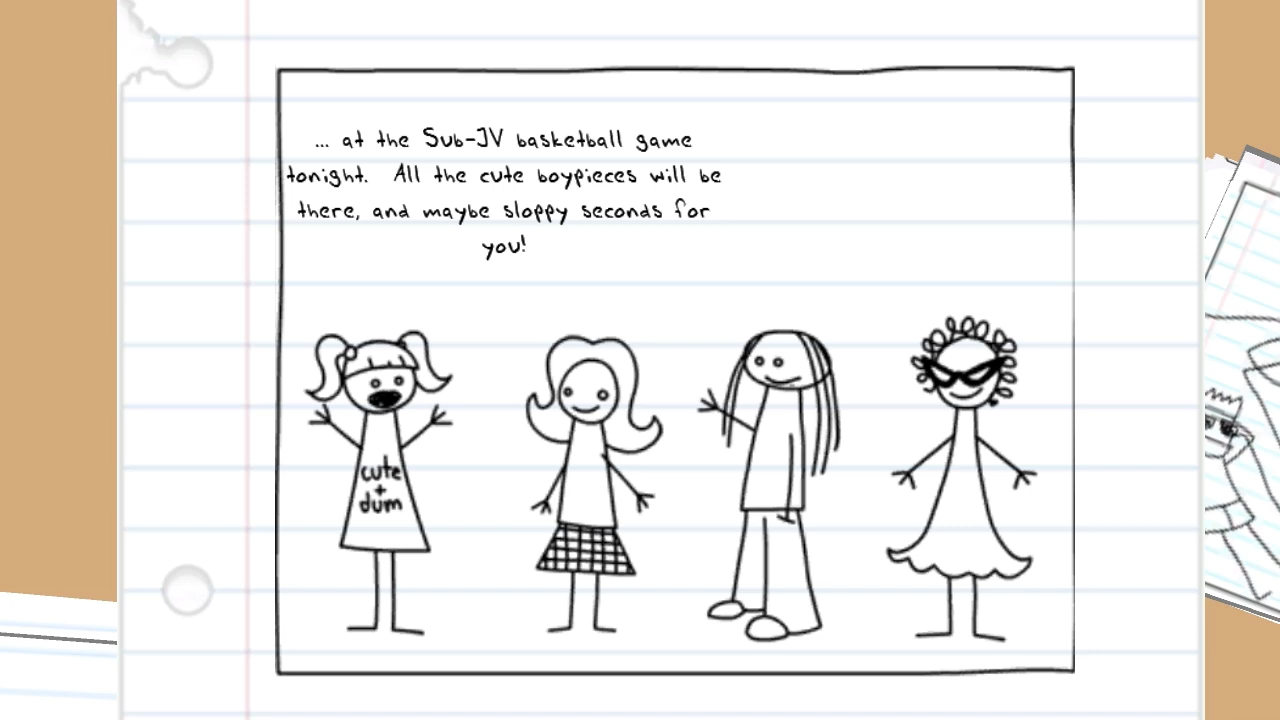 ... at the Sub-JV basketball game
tonight. All the cute boypieces will be
there, and maybe sloppy seconds for
you!
cute
+
dum